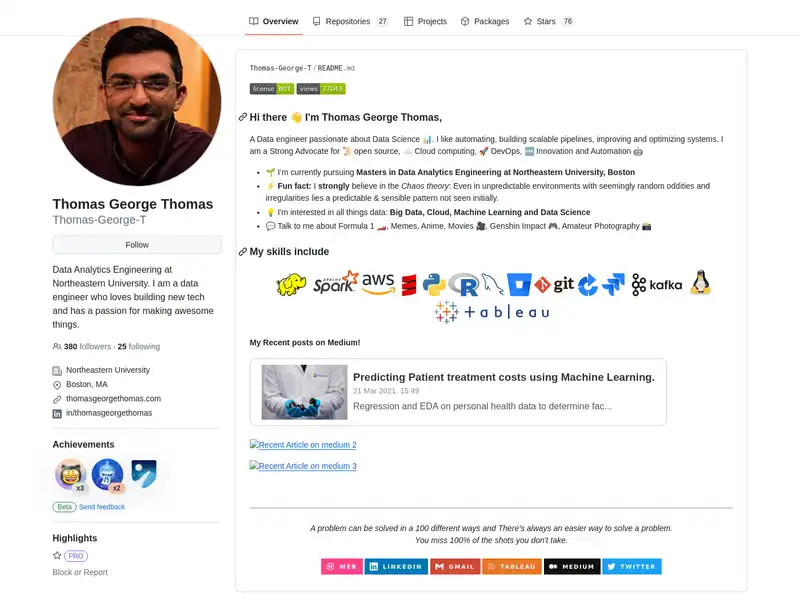 Overview Repositories 27 Projects Packages Stars 76
Thomas-George-T / README.md
license MIT views 77043
Hi there 👋 I'm Thomas George Thomas,
A Data engineer passionate about Data Science 📊. I like automating, building scalable pipelines, improving and optimizing systems. I
am a Strong Advocate for 📜 open source, ☁️ Cloud computing, 🚀 DevOps, 🆕 Innovation and Automation 🤖
• 🌱 I'm currently pursuing Masters in Data Analytics Engineering at Northeastern University, Boston
• ⚡ Fun fact: I strongly believe in the Chaos theory: Even in unpredictable environments with seemingly random oddities and
irregularities lies a predictable & sensible pattern not seen initially.
• 💡 I'm interested in all things data: Big Data, Cloud, Machine Learning and Data Science
• 💬 Talk to me about Formula 1 🏎️, Memes, Anime, Movies 🎥, Genshin Impact 🎮, Amateur Photography 📸
My skills include
APACHE Spark aws R git kafka
+ableau
My Recent posts on Medium!
Predicting Patient treatment costs using Machine Learning.
21 Mar 2021, 15:49
Regression and EDA on personal health data to determine fac...
Recent Article on medium 2
Recent Article on medium 3
A problem can be solved in a 100 different ways and There's always an easier way to solve a problem.
You miss 100% of the shots you don't take.
WEB LINKEDIN GMAIL TABLEAU MEDIUM TWITTER
Thomas George Thomas
Thomas-George-T
Follow
Data Analytics Engineering at
Northeastern University. I am a data
engineer who loves building new tech
and has a passion for making awesome
things.
380 followers · 25 following
Northeastern University
Boston, MA
thomasgeorgethomas.com
in/thomasgeorgethomas
Achievements
x3 x2
Beta Send feedback
Highlights
PRO
Block or Report